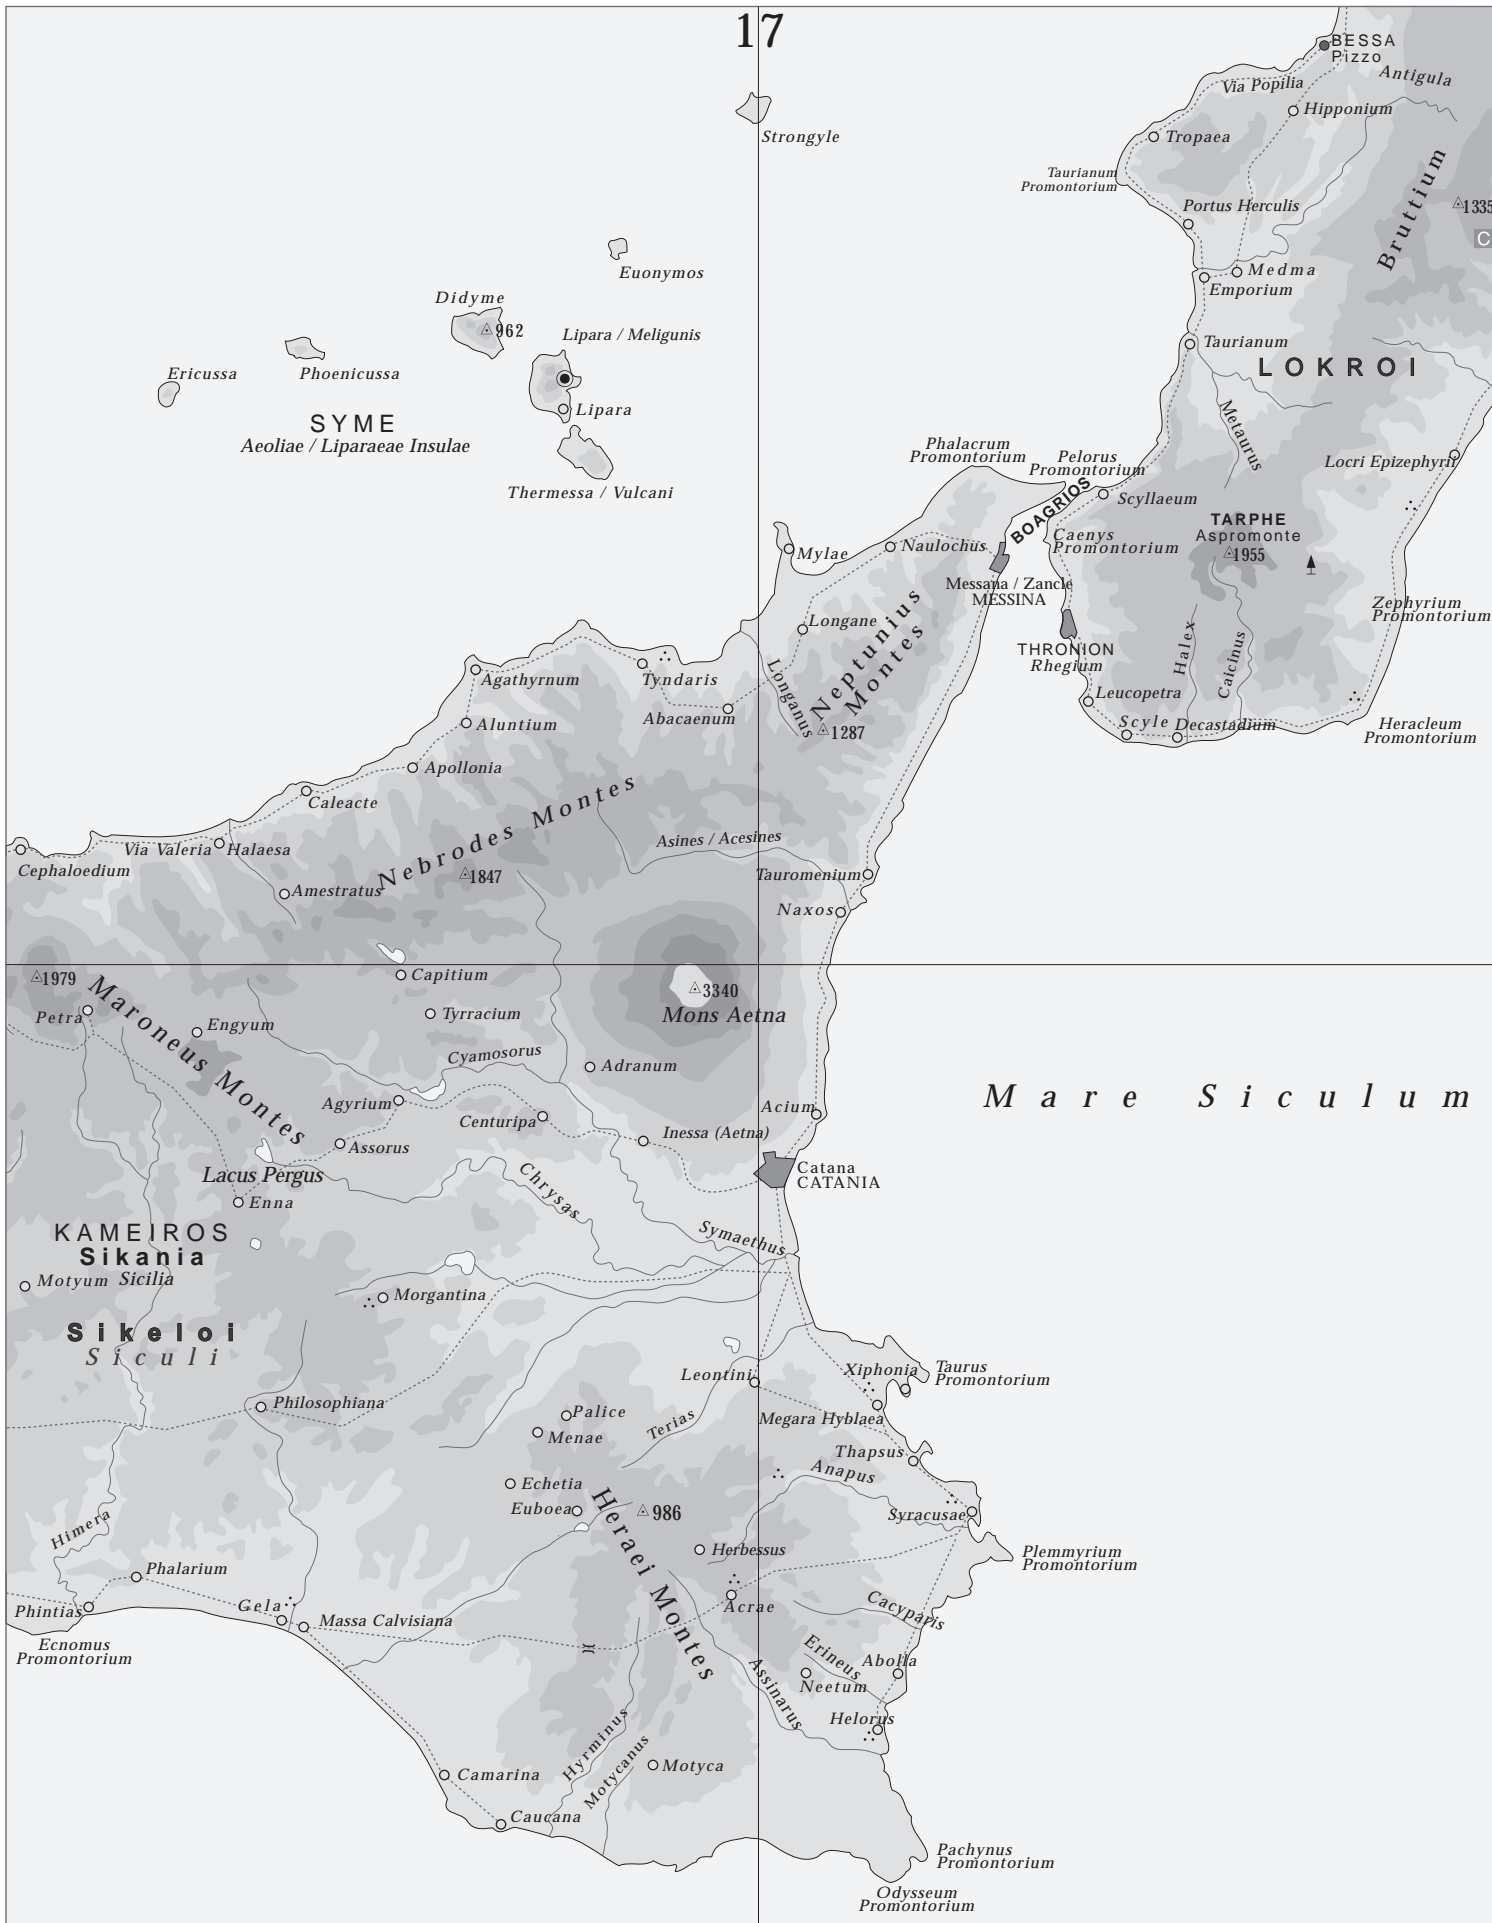 17
BESSA
Pizzo
Antigula
Via Popilia
Hipponium
Strongyle
Tropaea
Bruttium
Taurianum
Promontorium
Portus Herculis
1335
C
Euonymos
Medma
Emporium
Didyme
962
Lipara / Meligunis
Taurianum
LOKROI
Ericussa
Phoenicussa
Lipara
SYME
Aeoliae / Liparaeae Insulae
Metaurus
Phalacrum
Promontorium
Pelorus
Promontorium
Locri Epizephyrii
Thermessa / Vulcani
Scyllaeum
BOAGRIOS
TARPHE
Aspromonte
1955
Mylae
Naulochus
Caenys
Promontorium
Messana / Zancle
MESSINA
Zephyrium
Promontorium
Longane
Neptunius
Montes
THRONION
Rhegium
Halex
Caicinus
Agathyrnum
Tyndaris
Longanus
Leucopetra
Aluntium
Abacaenum
1287
Scyle
Decastadium
Heracleum
Promontorium
Apollonia
Caleacte
Nebrodes Montes
Via Valeria
Halaesa
Asines / Acesines
Cephaloedium
1847
Tauromenium
Amestratus
Naxos
1979
Capitium
3340
Mons Aetna
Petra
Maroneus Montes
Engyum
Tyrracium
Cyamosorus
Adranum
Mare Siculum
Agyrium
Acium
Centuripa
Inessa (Aetna)
Assorus
Lacus Pergus
Chrysas
Catana
CATANIA
Enna
KAMEIROS
Sikania
Symaethus
Motyum
Sicilia
Morgantina
Sikeloi
Siculi
Leontini
Xiphonia
Taurus
Promontorium
Philosophiana
Palice
Terias
Megara Hyblaea
Menae
Thapsus
Anapus
Echetia
Euboea
986
Heraei Montes
Syracusae
Himera
Herbessus
Plemmyrium
Promontorium
Phalarium
Phintias
Gela
Massa Calvisiana
Acrae
Cacyparis
Ecnomus
Promontorium
Erineus
Abolla
Neetum
Assinarus
Helorus
Hyrminus
Motycanus
Motyca
Camarina
Caucana
Pachynus
Promontorium
Odysseum
Promontorium